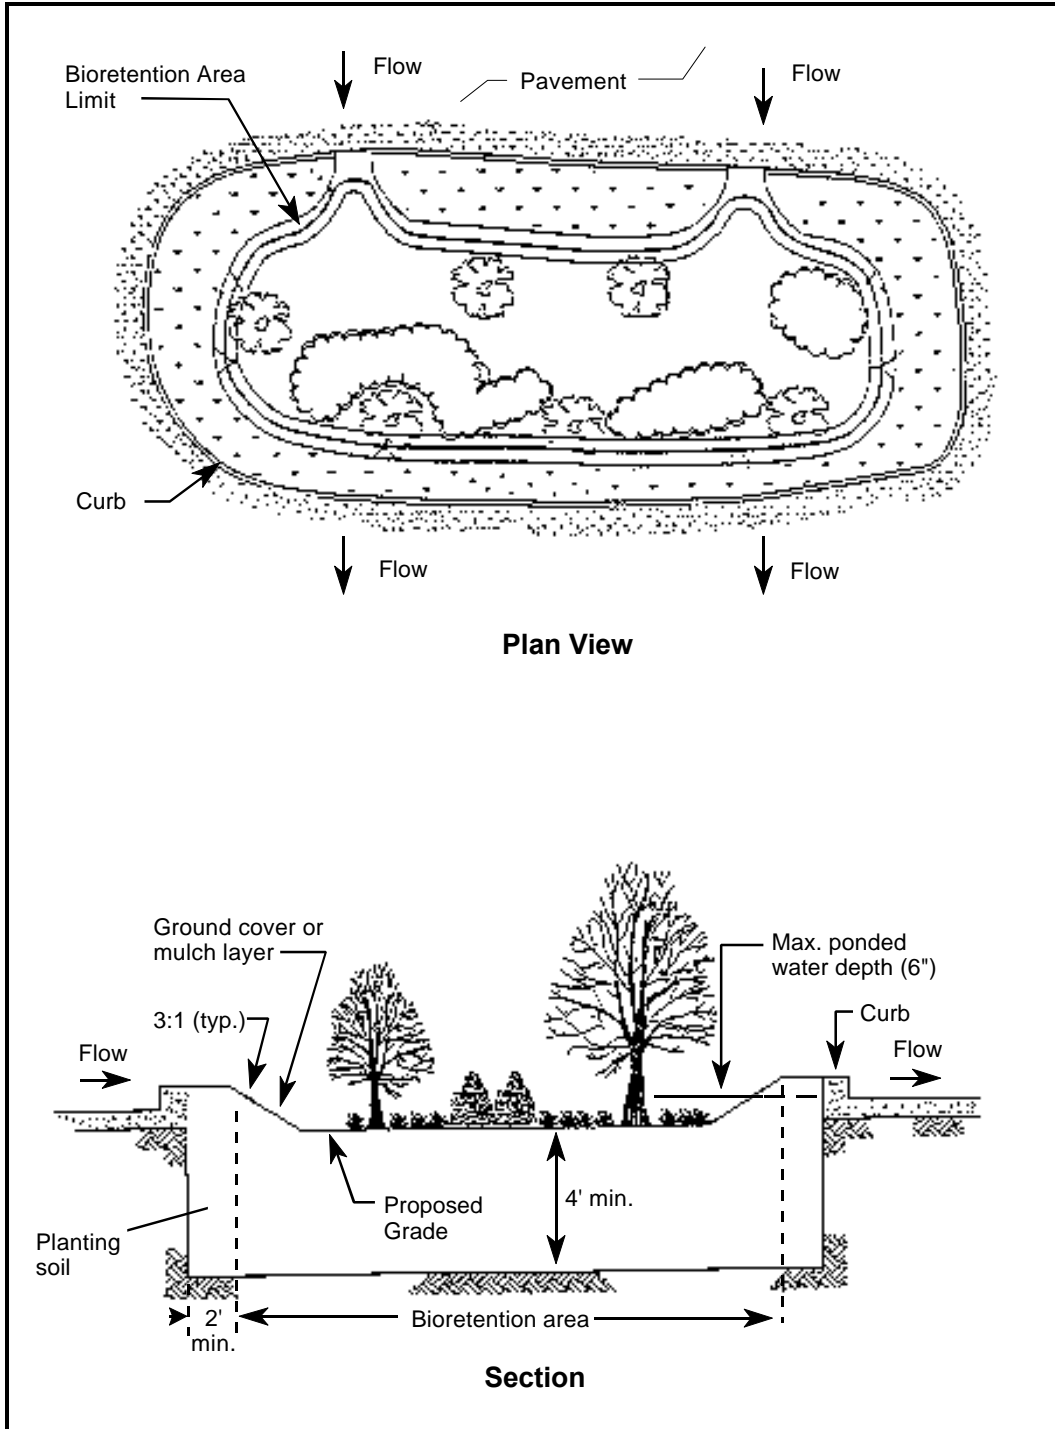 Flow
Pavement
Flow
Bioretention Area
Limit
Curb
Flow
Flow
Plan View
Ground cover or
mulch layer
Max. ponded
water depth (6")
3:1 (typ.)
Curb
Flow
Flow
4' min.
Proposed
Grade
Planting
soil
2'
min.
Bioretention area
Section